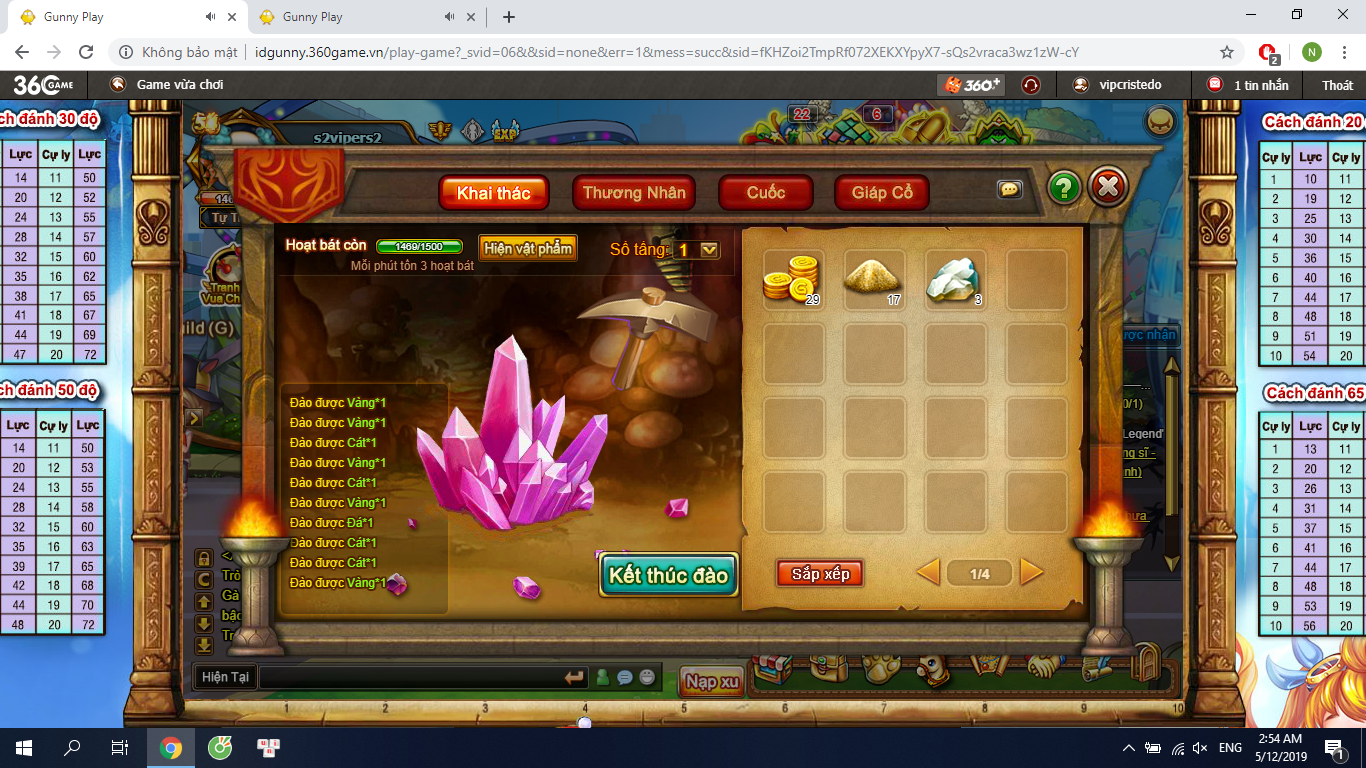 Gunny Play
Gunny Play
Không bảo mật
idgunny.360game.vn/play-game?_svid=06&&sid=none&err=1&mess=succ&sid=fKHZoi2TmpRf072XEKXYpyX7-sQs2vraca3wz1zW-cY
2
N
360GAME
Game vừa chơi
360+
vipcristedo
1 tin nhắn
Thoát
cách đánh 30 độ
Lực Cự ly Lực
14 11 50
20 12 52
24 13 55
28 14 57
32 15 60
35 16 62
38 17 65
41 18 67
44 19 69
47 20 72
cách đánh 50 độ
Lực Cự ly Lực
14 11 50
20 12 53
24 13 55
28 14 58
32 15 60
35 16 63
39 17 65
42 18 68
44 19 70
48 20 72
s2vipers2
EXP
22
6
Khai thác
Thương Nhân
Cuốc
Giáp Cổ
Hoạt bát còn
1469/1500
Hiện vật phẩm
Số tầng
1
Mỗi phút tốn 3 hoạt bát
29
17
3
Đào được Vàng*1
Đào được Vàng*1
Đào được Cát*1
Đào được Vàng*1
Đào được Cát*1
Đào được Vàng*1
Đào được Đá*1
Đào được Cát*1
Đào được Cát*1
Đào được Vàng*1
Kết thúc đào
Sắp xếp
1/4
ild (G)
Legend
Hiện Tại
Nạp xu
1 2 3 4 5 6 7 8 9 10
Cách đánh 20
Cự ly Lực Cự ly
1 10 11
2 19 12
3 25 13
4 30 14
5 36 15
6 40 16
7 44 17
8 48 18
9 51 19
10 54 20
Cách đánh 65
Cự ly Lực Cự ly
1 13 11
2 20 12
3 26 13
4 31 14
5 37 15
6 41 16
7 44 17
8 48 18
9 53 19
10 56 20
ENG
2:54 AM
5/12/2019
1